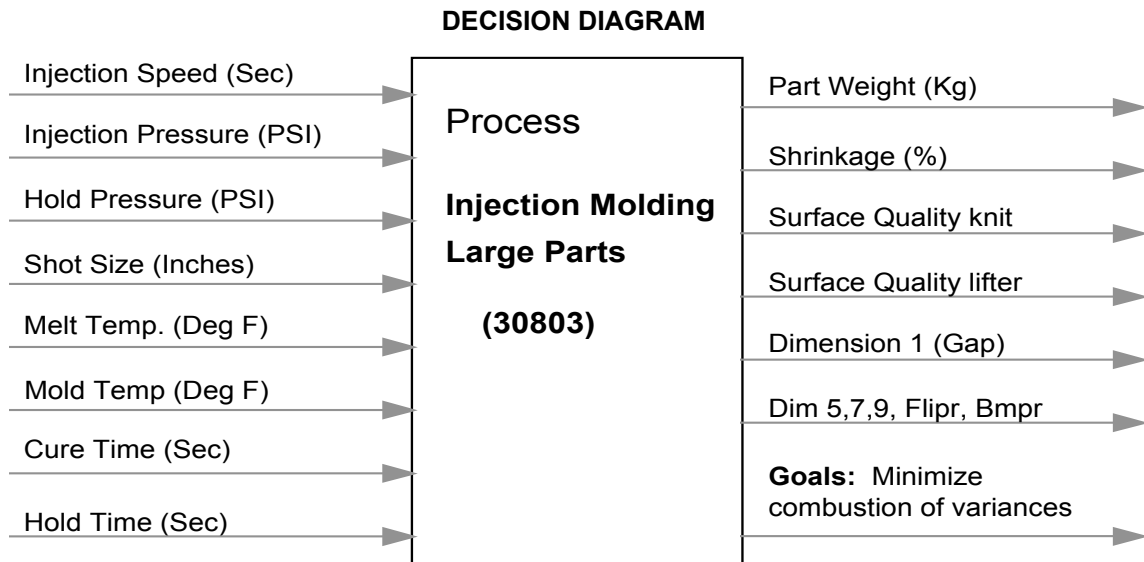 DECISION DIAGRAM
Injection Speed (Sec)
Injection Pressure (PSI)
Hold Pressure (PSI)
Shot Size (Inches)
Melt Temp. (Deg F)
Mold Temp (Deg F)
Cure Time (Sec)
Hold Time (Sec)
Process
Injection Molding
Large Parts
(30803)
Part Weight (Kg)
Shrinkage (%)
Surface Quality knit
Surface Quality lifter
Dimension 1 (Gap)
Dim 5,7,9, Flipr, Bmpr
Goals: Minimize
combustion of variances